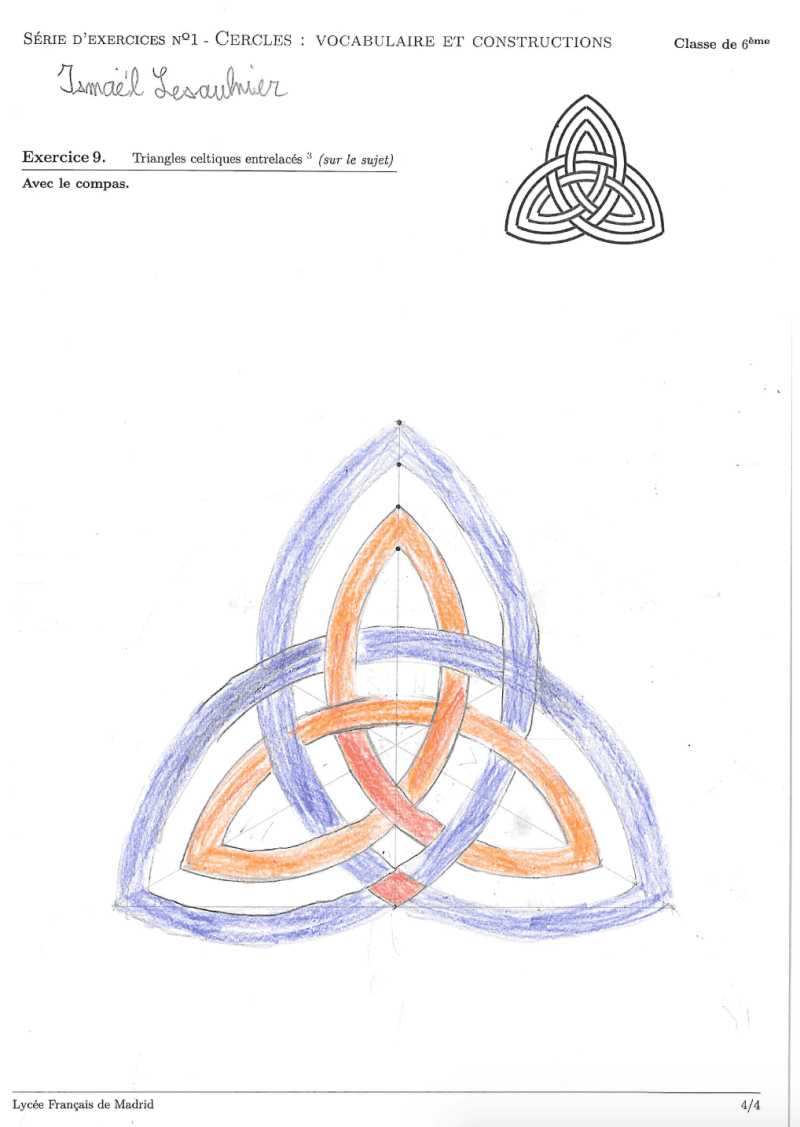 Série d'exercices nº1 - Cercles : vocabulaire et constructions
Classe de 6ème
Ismaël Lesaulnier
Exercice 9. Triangles celtiques entrelacés 3 (sur le sujet)
Avec le compas.
Lycée Français de Madrid
4/4